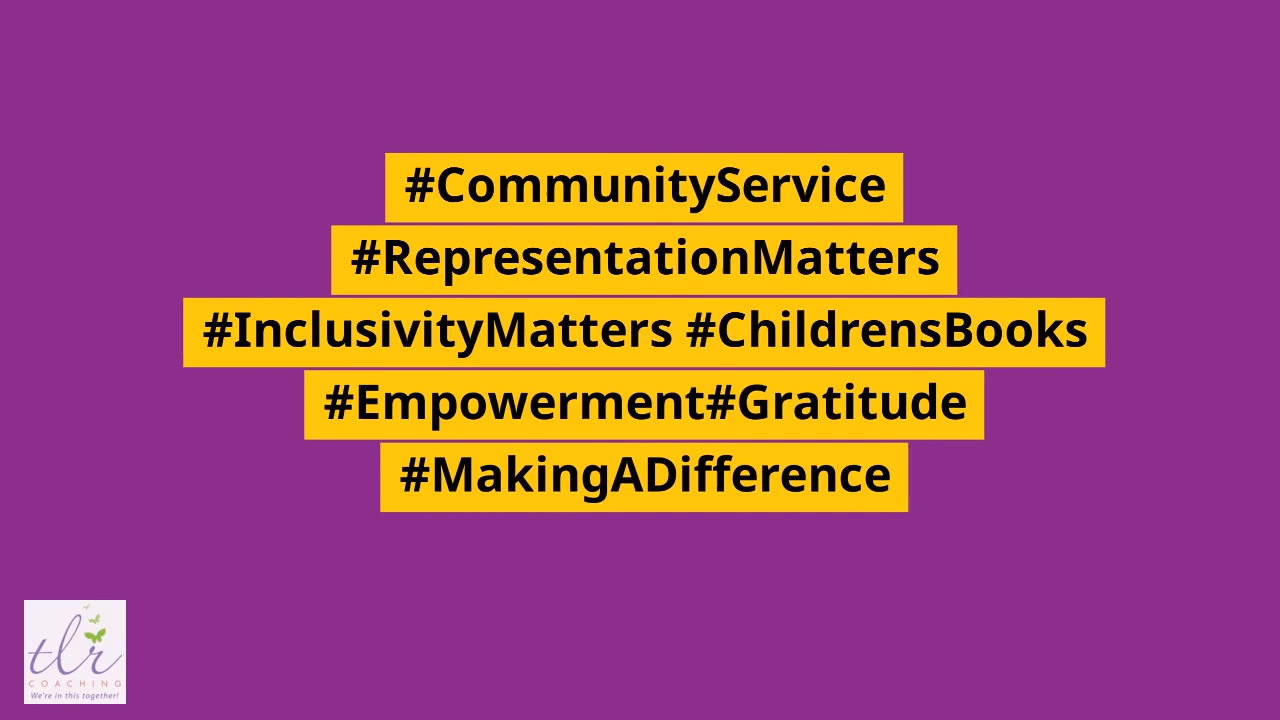 #CommunityService
#RepresentationMatters
#InclusivityMatters #ChildrensBooks
#Empowerment#Gratitude
#MakingADifference
tlr
COACHING
We're in this together!